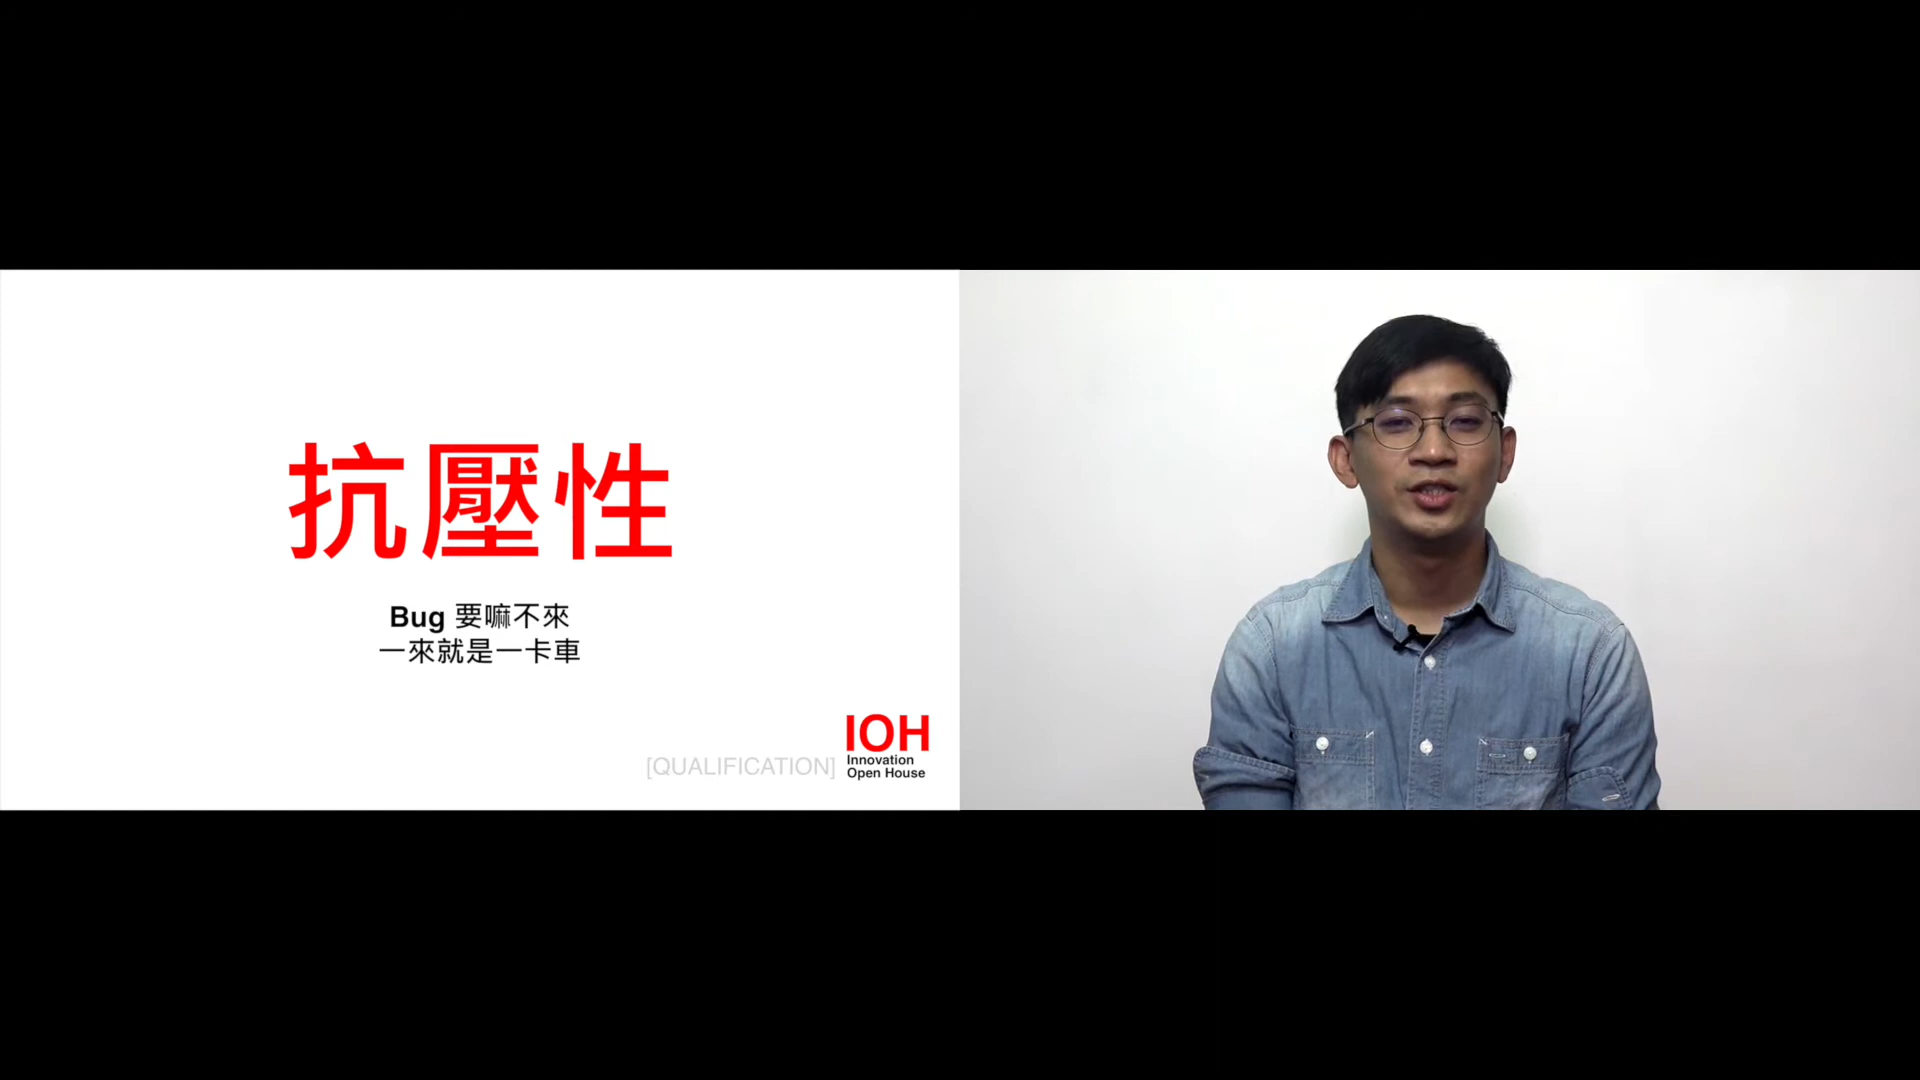 抗壓性
Bug 要嘛不來
一來就是一卡車
[QUALIFICATION]
IOH
Innovation
Open House